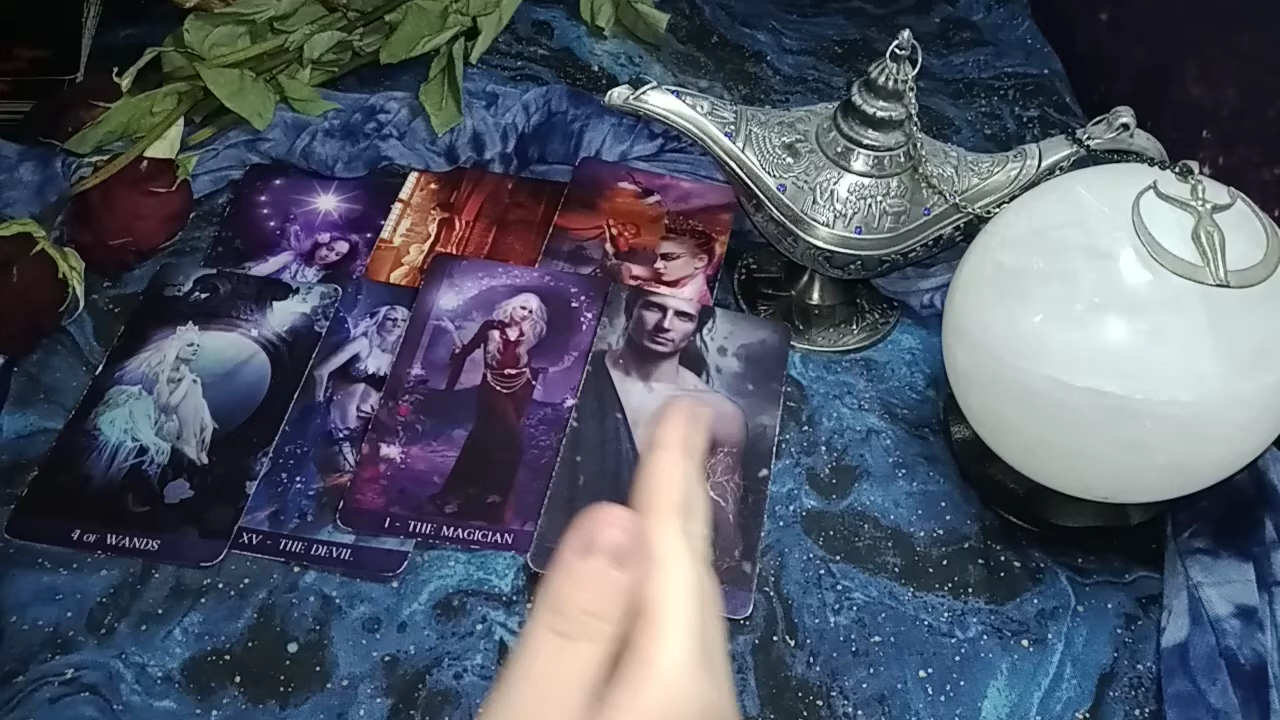 4 OF WANDS
XV - THE DEVIL
I - THE MAGICIAN